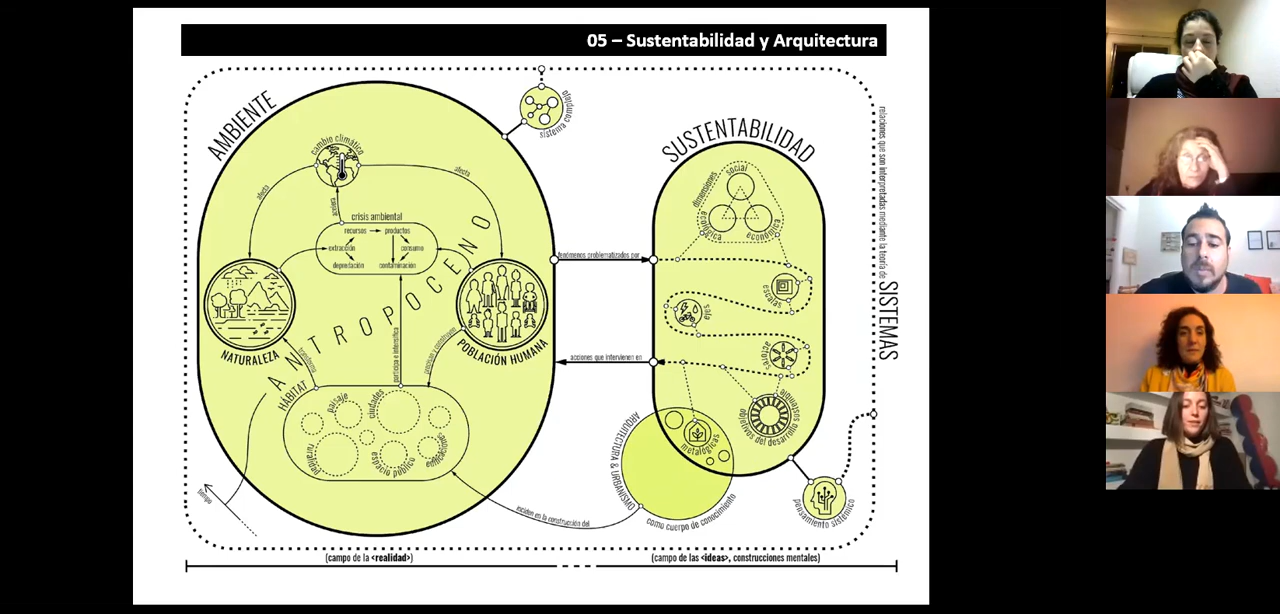 05 – Sustentabilidad y Arquitectura
AMBIENTE
sistema complejo
SUSTENTABILIDAD
relaciones que son interpretadas mediante la teoría de SISTEMAS
cambio climático
afecta
afecta
crisis ambiental
recursos
productos
extracción
consumo
depredación
contaminación
dimensiones
social
ecológica
económica
fenómenos problematizados por
escalas
actores
NATURALEZA
ANTROPOCENO
POBLACIÓN HUMANA
participa e intensifica
acciones que intervienen en
HÁBITAT
paisaje
ciudades
ruralidad
espacio público
objetivos del desarrollo sostenible
metalógicas
ARQUITECTURA & URBANISMO
como cuerpo de conocimiento
inciden en la construcción del
pensamiento sistémico
tiempo
(campo de la <realidad>)
(campo de las <ideas>, construcciones mentales)